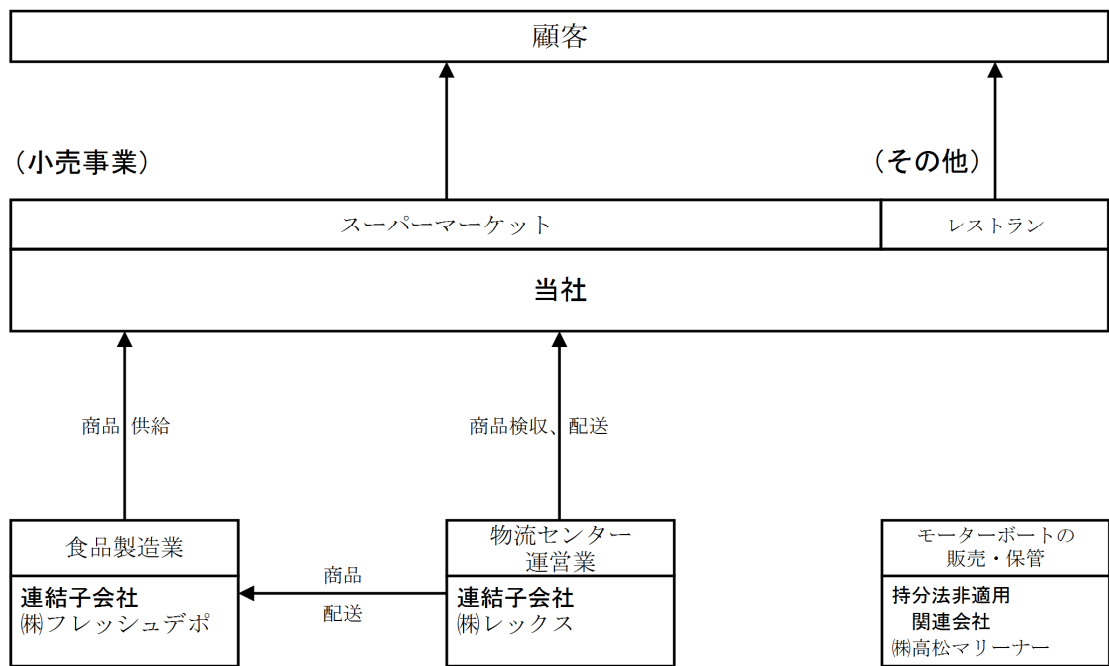 顧客
（小売事業）
（その他）
スーパーマーケット
レストラン
当社
商品 供給
商品検収、配送
食品製造業
連結子会社
㈱フレッシュデポ
商品
配送
物流センター
運営業
連結子会社
㈱レックス
モーターボートの
販売・保管
持分法非適用
関連会社
㈱高松マリーナー